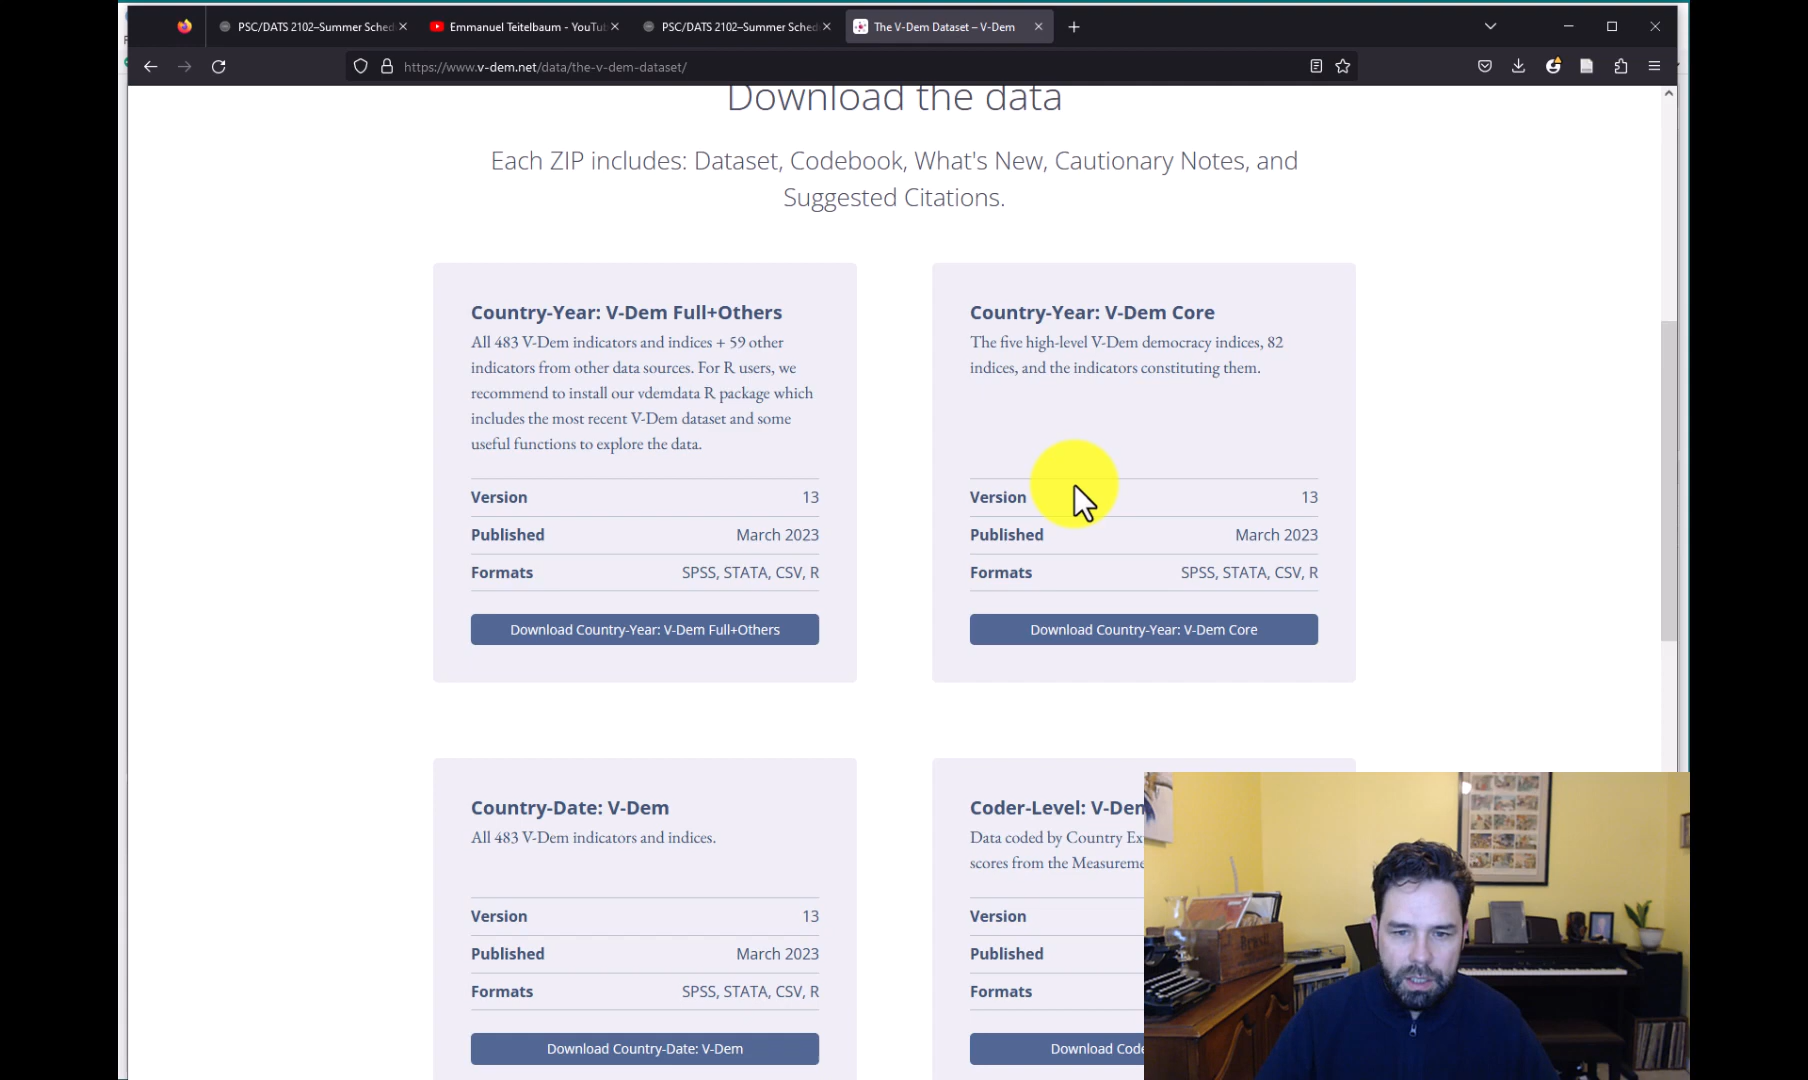 PSC/DATS 2102–Summer Sched
Emmanuel Teitelbaum - YouTu
PSC/DATS 2102–Summer Sched
The V-Dem Dataset – V-Dem
https://www.v-dem.net/data/the-v-dem-dataset/
Download the data
Each ZIP includes: Dataset, Codebook, What's New, Cautionary Notes, and
Suggested Citations.
Country-Year: V-Dem Full+Others
All 483 V-Dem indicators and indices + 59 other
indicators from other data sources. For R users, we
recommend to install our vdemdata R package which
includes the most recent V-Dem dataset and some
useful functions to explore the data.
Version 13
Published March 2023
Formats SPSS, STATA, CSV, R
Download Country-Year: V-Dem Full+Others
Country-Year: V-Dem Core
The five high-level V-Dem democracy indices, 82
indices, and the indicators constituting them.
Version 13
Published March 2023
Formats SPSS, STATA, CSV, R
Download Country-Year: V-Dem Core
Country-Date: V-Dem
All 483 V-Dem indicators and indices.
Version 13
Published March 2023
Formats SPSS, STATA, CSV, R
Download Country-Date: V-Dem
Coder-Level: V-Dem
Data coded by Country Ex
scores from the Measureme
Version
Published
Formats
Download Code